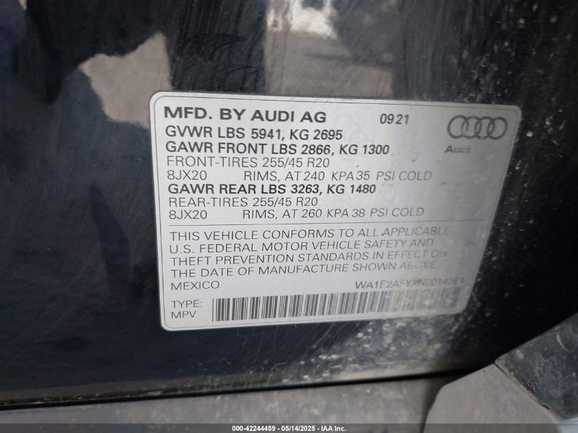 MFD. BY AUDI AG 09 21
GVWR LBS 5941, KG 2695
GAWR FRONT LBS 2866, KG 1300
FRONT-TIRES 255/45 R20
8JX20 RIMS, AT 240 KPA 35 PSI COLD
GAWR REAR LBS 3263, KG 1480
REAR-TIRES 255/45 R20
8JX20 RIMS, AT 260 KPA 38 PSI COLD
Audi
THIS VEHICLE CONFORMS TO ALL APPLICABLE
U.S. FEDERAL MOTOR VEHICLE SAFETY AND
THEFT PREVENTION STANDARDS IN EFFECT ON
THE DATE OF MANUFACTURE SHOWN ABOVE
MEXICO
TYPE:
MPV
000-42244459 05/14/2025 IAA Inc.